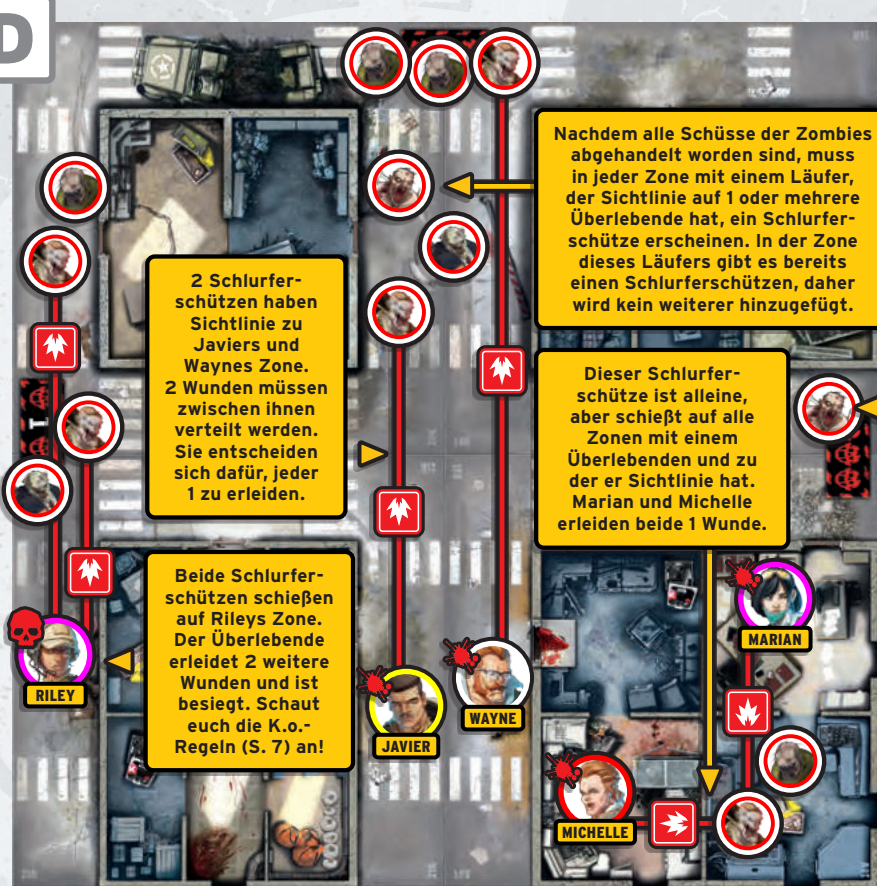 D
Nachdem alle Schüsse der Zombies
abgehandelt worden sind, muss
in jeder Zone mit einem Läufer,
der Sichtlinie auf 1 oder mehrere
Überlebende hat, ein Schlurfer-
schütze erscheinen. In der Zone
dieses Läufers gibt es bereits
einen Schlurferschützen, daher
wird kein weiterer hinzugefügt.
2 Schlurfer-
schützen haben
Sichtlinie zu
Javiers und
Waynes Zone.
2 Wunden müssen
zwischen ihnen
verteilt werden.
Sie entscheiden
sich dafür, jeder
1 zu erleiden.
Dieser Schlurfer-
schütze ist alleine,
aber schießt auf alle
Zonen mit einem
Überlebenden und zu
der er Sichtlinie hat.
Marian und Michelle
erleiden beide 1 Wunde.
Beide Schlurfer-
schützen schießen
auf Rileys Zone.
Der Überlebende
erleidet 2 weitere
Wunden und ist
besiegt. Schaut
euch die K.o.-
Regeln (S. 7) an!
RILEY
JAVIER
WAYNE
MARIAN
MICHELLE